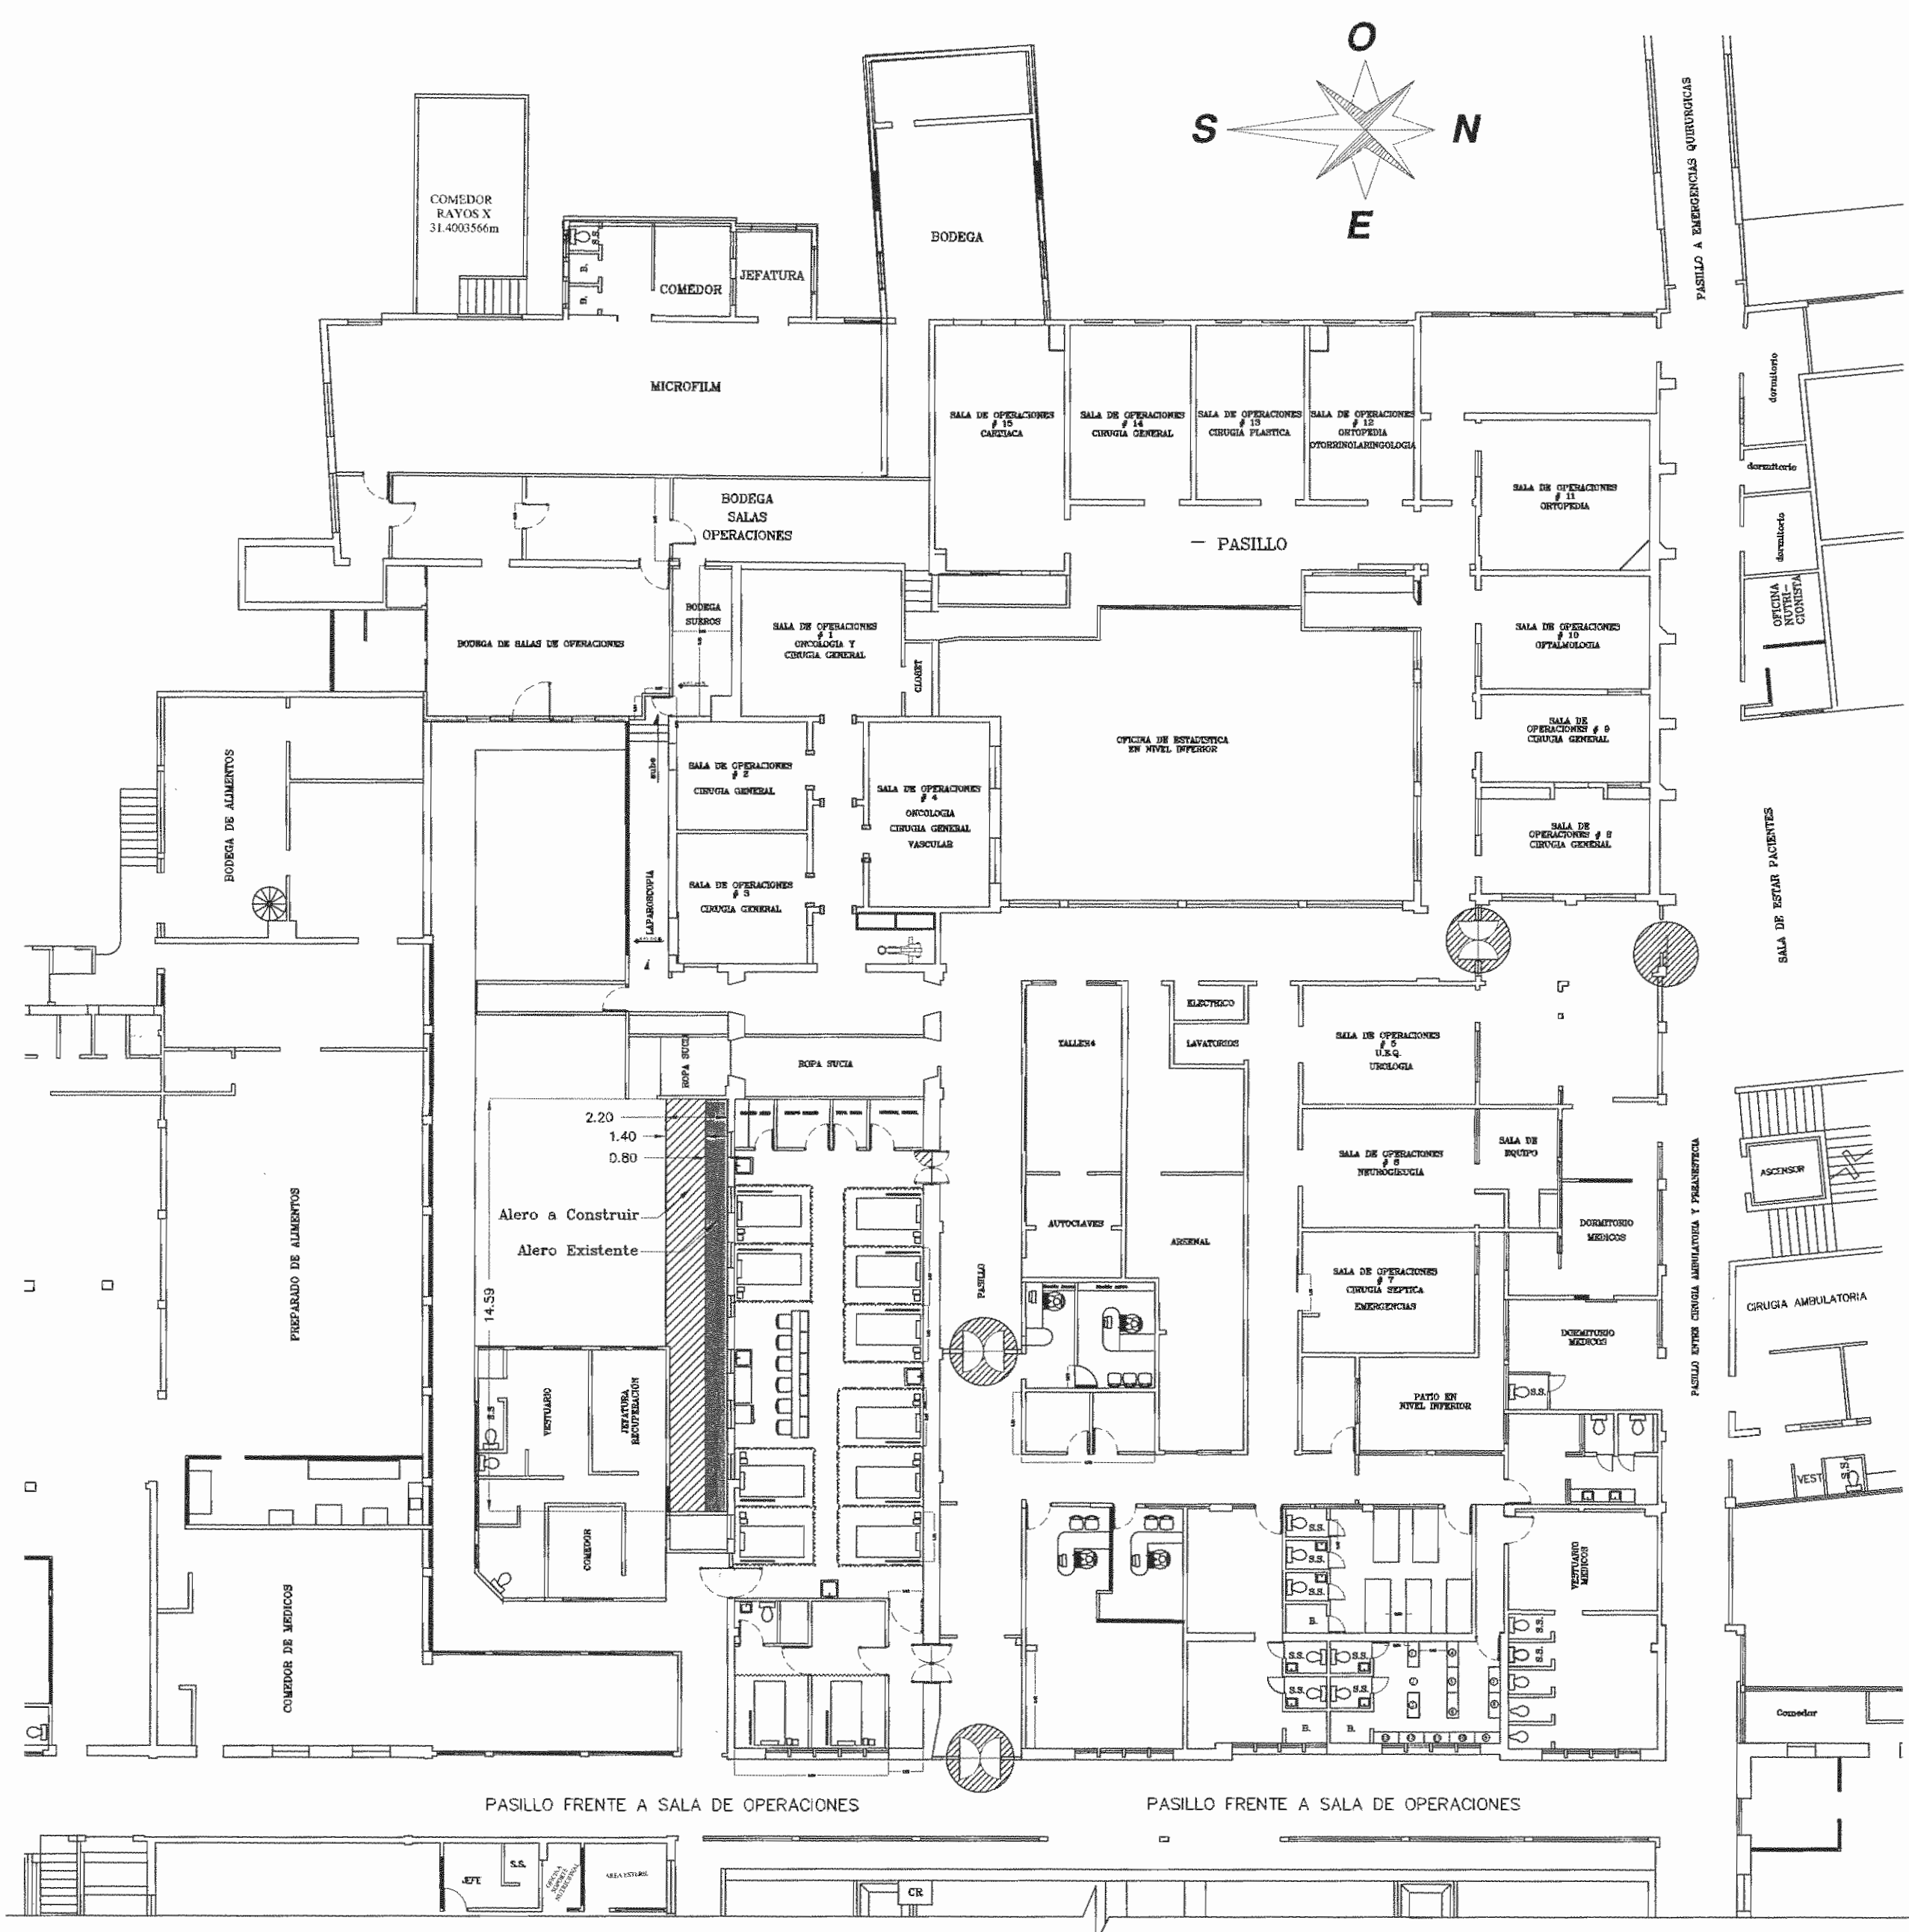 O
S
N
E
PASILLO A EMERGENCIAS QUIRURGICAS
COMEDOR
RAYOS X
31.4003566m
S.S.
B.
B.
COMEDOR
JEFATURA
BODEGA
MICROFILM
SALA DE OPERACIONES
# 15
CARDIACA
SALA DE OPERACIONES
# 14
CIRUGIA GENERAL
SALA DE OPERACIONES
# 13
CIRUGIA PLASTICA
SALA DE OPERACIONES
# 12
ORTOPEDIA
OTORRINOLARINGOLOGIA
dormitorio
dormitorio
dormitorio
OFICINA
NUTRI-
CIONISTA
SALA DE OPERACIONES
# 11
ORTOPEDIA
BODEGA
SALAS
OPERACIONES
– PASILLO
BODEGA DE SALAS DE OPERACIONES
BODEGA
SUEROS
SALA DE OPERACIONES
# 1
ONCOLOGIA Y
CIRUGIA GENERAL
CLOSET
SALA DE OPERACIONES
# 10
OFTALMOLOGIA
SALA DE
OPERACIONES # 9
CIRUGIA GENERAL
SALA DE
OPERACIONES # 8
CIRUGIA GENERAL
OFICINA DE ESTADISTICA
EN NIVEL INFERIOR
BODEGA DE ALIMENTOS
sube
LAPAROSCOPIA
SALA DE OPERACIONES
# 2
CIRUGIA GENERAL
SALA DE OPERACIONES
# 3
CIRUGIA GENERAL
SALA DE OPERACIONES
# 4
ONCOLOGIA
CIRUGIA GENERAL
VASCULAR
SALA DE ESTAR PACIENTES
ELECTRICO
LAVATORIOS
TALLER4
SALA DE OPERACIONES
# 5
U.E.Q.
UROLOGIA
ROPA SUCIA
ROPA SUCIA
2.20
1.40
0.80
Alero a Construir
Alero Existente
14.59
PREPARADO DE ALIMENTOS
SALA DE OPERACIONES
# 6
NEUROCIRUGIA
SALA DE
EQUIPO
DORMITORIO
MEDICOS
AUTOCLAVES
ARSENAL
PASILLO
SALA DE OPERACIONES
# 7
CIRUGIA SEPTICA
EMERGENCIAS
DORMITORIO
MEDICOS
S.S.
PATIO EN
NIVEL INFERIOR
PASILLO ENTRE CIRUGIA AMBULATORIA Y PREANESTECIA
ASCENSOR
CIRUGIA AMBULATORIA
VEST
S.S.
S.S
VESTUARIO
JEFATURA
RECUPERACIÓN
COMEDOR
COMEDOR DE MEDICOS
S.S.
S.S.
S.S.
B.
S.S.
S.S.
S.S.
S.S.
B.
B.
VESTUARIO
MEDICOS
S.S.
S.S.
Comedor
PASILLO FRENTE A SALA DE OPERACIONES
PASILLO FRENTE A SALA DE OPERACIONES
JEFE
S.S.
OFICINA
SOPORTE
NUTRICIONAL
AREA ESTERIL
CR